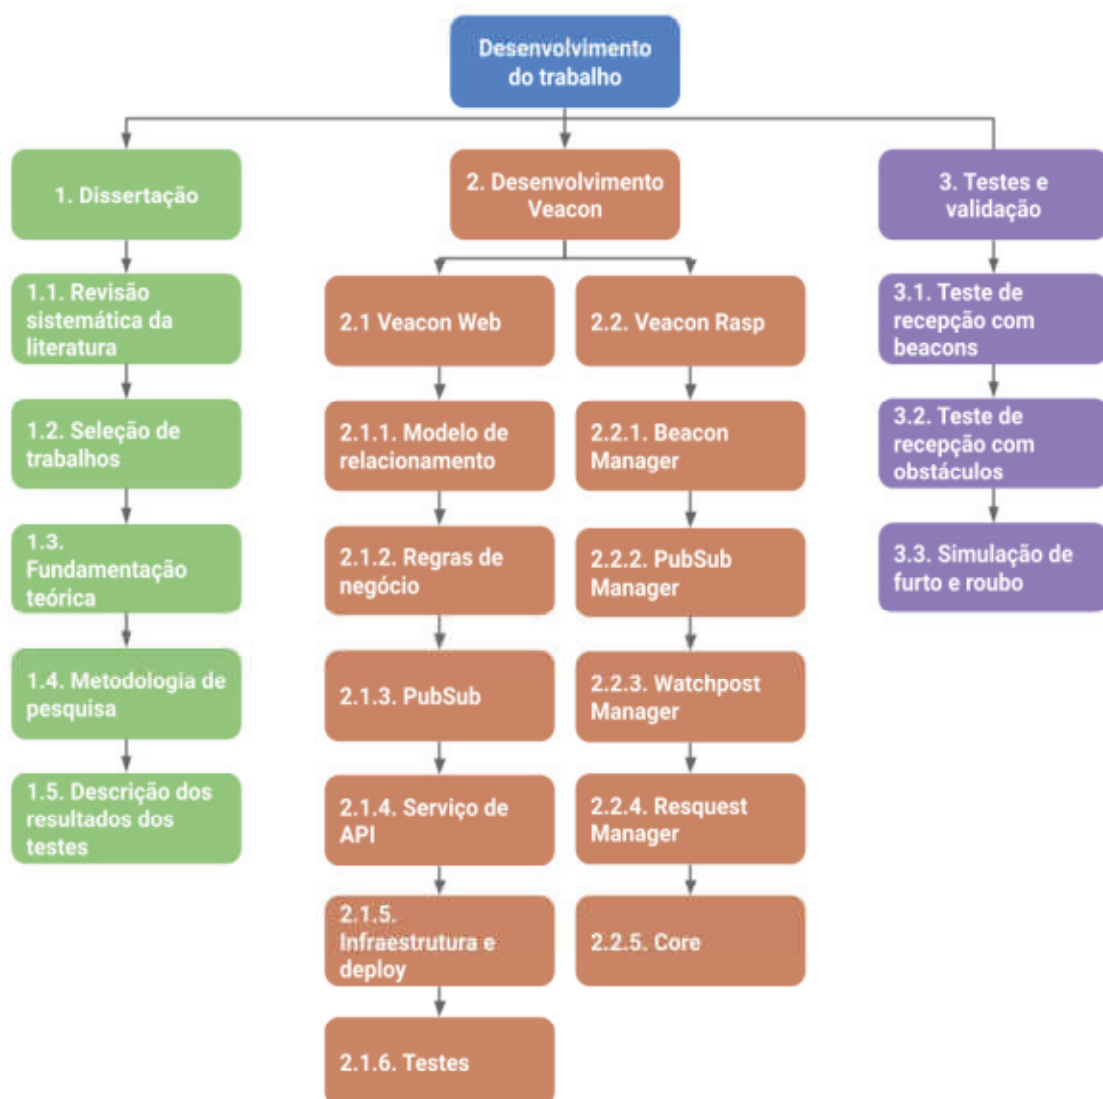 Desenvolvimento
do trabalho
1. Dissertação
1.1. Revisão
sistemática da
literatura
1.2. Seleção de
trabalhos
1.3.
Fundamentação
teórica
1.4. Metodologia de
pesquisa
1.5. Descrição dos
resultados dos
testes
2. Desenvolvimento
Veacon
2.1 Veacon Web
2.1.1. Modelo de
relacionamento
2.1.2. Regras de
negócio
2.1.3. PubSub
2.1.4. Serviço de
API
2.1.5.
Infraestrutura e
deploy
2.1.6. Testes
2.2. Veacon Rasp
2.2.1. Beacon
Manager
2.2.2. PubSub
Manager
2.2.3. Watchpost
Manager
2.2.4. Resquest
Manager
2.2.5. Core
3. Testes e
validação
3.1. Teste de
recepção com
beacons
3.2. Teste de
recepção com
obstáculos
3.3. Simulação de
furto e roubo